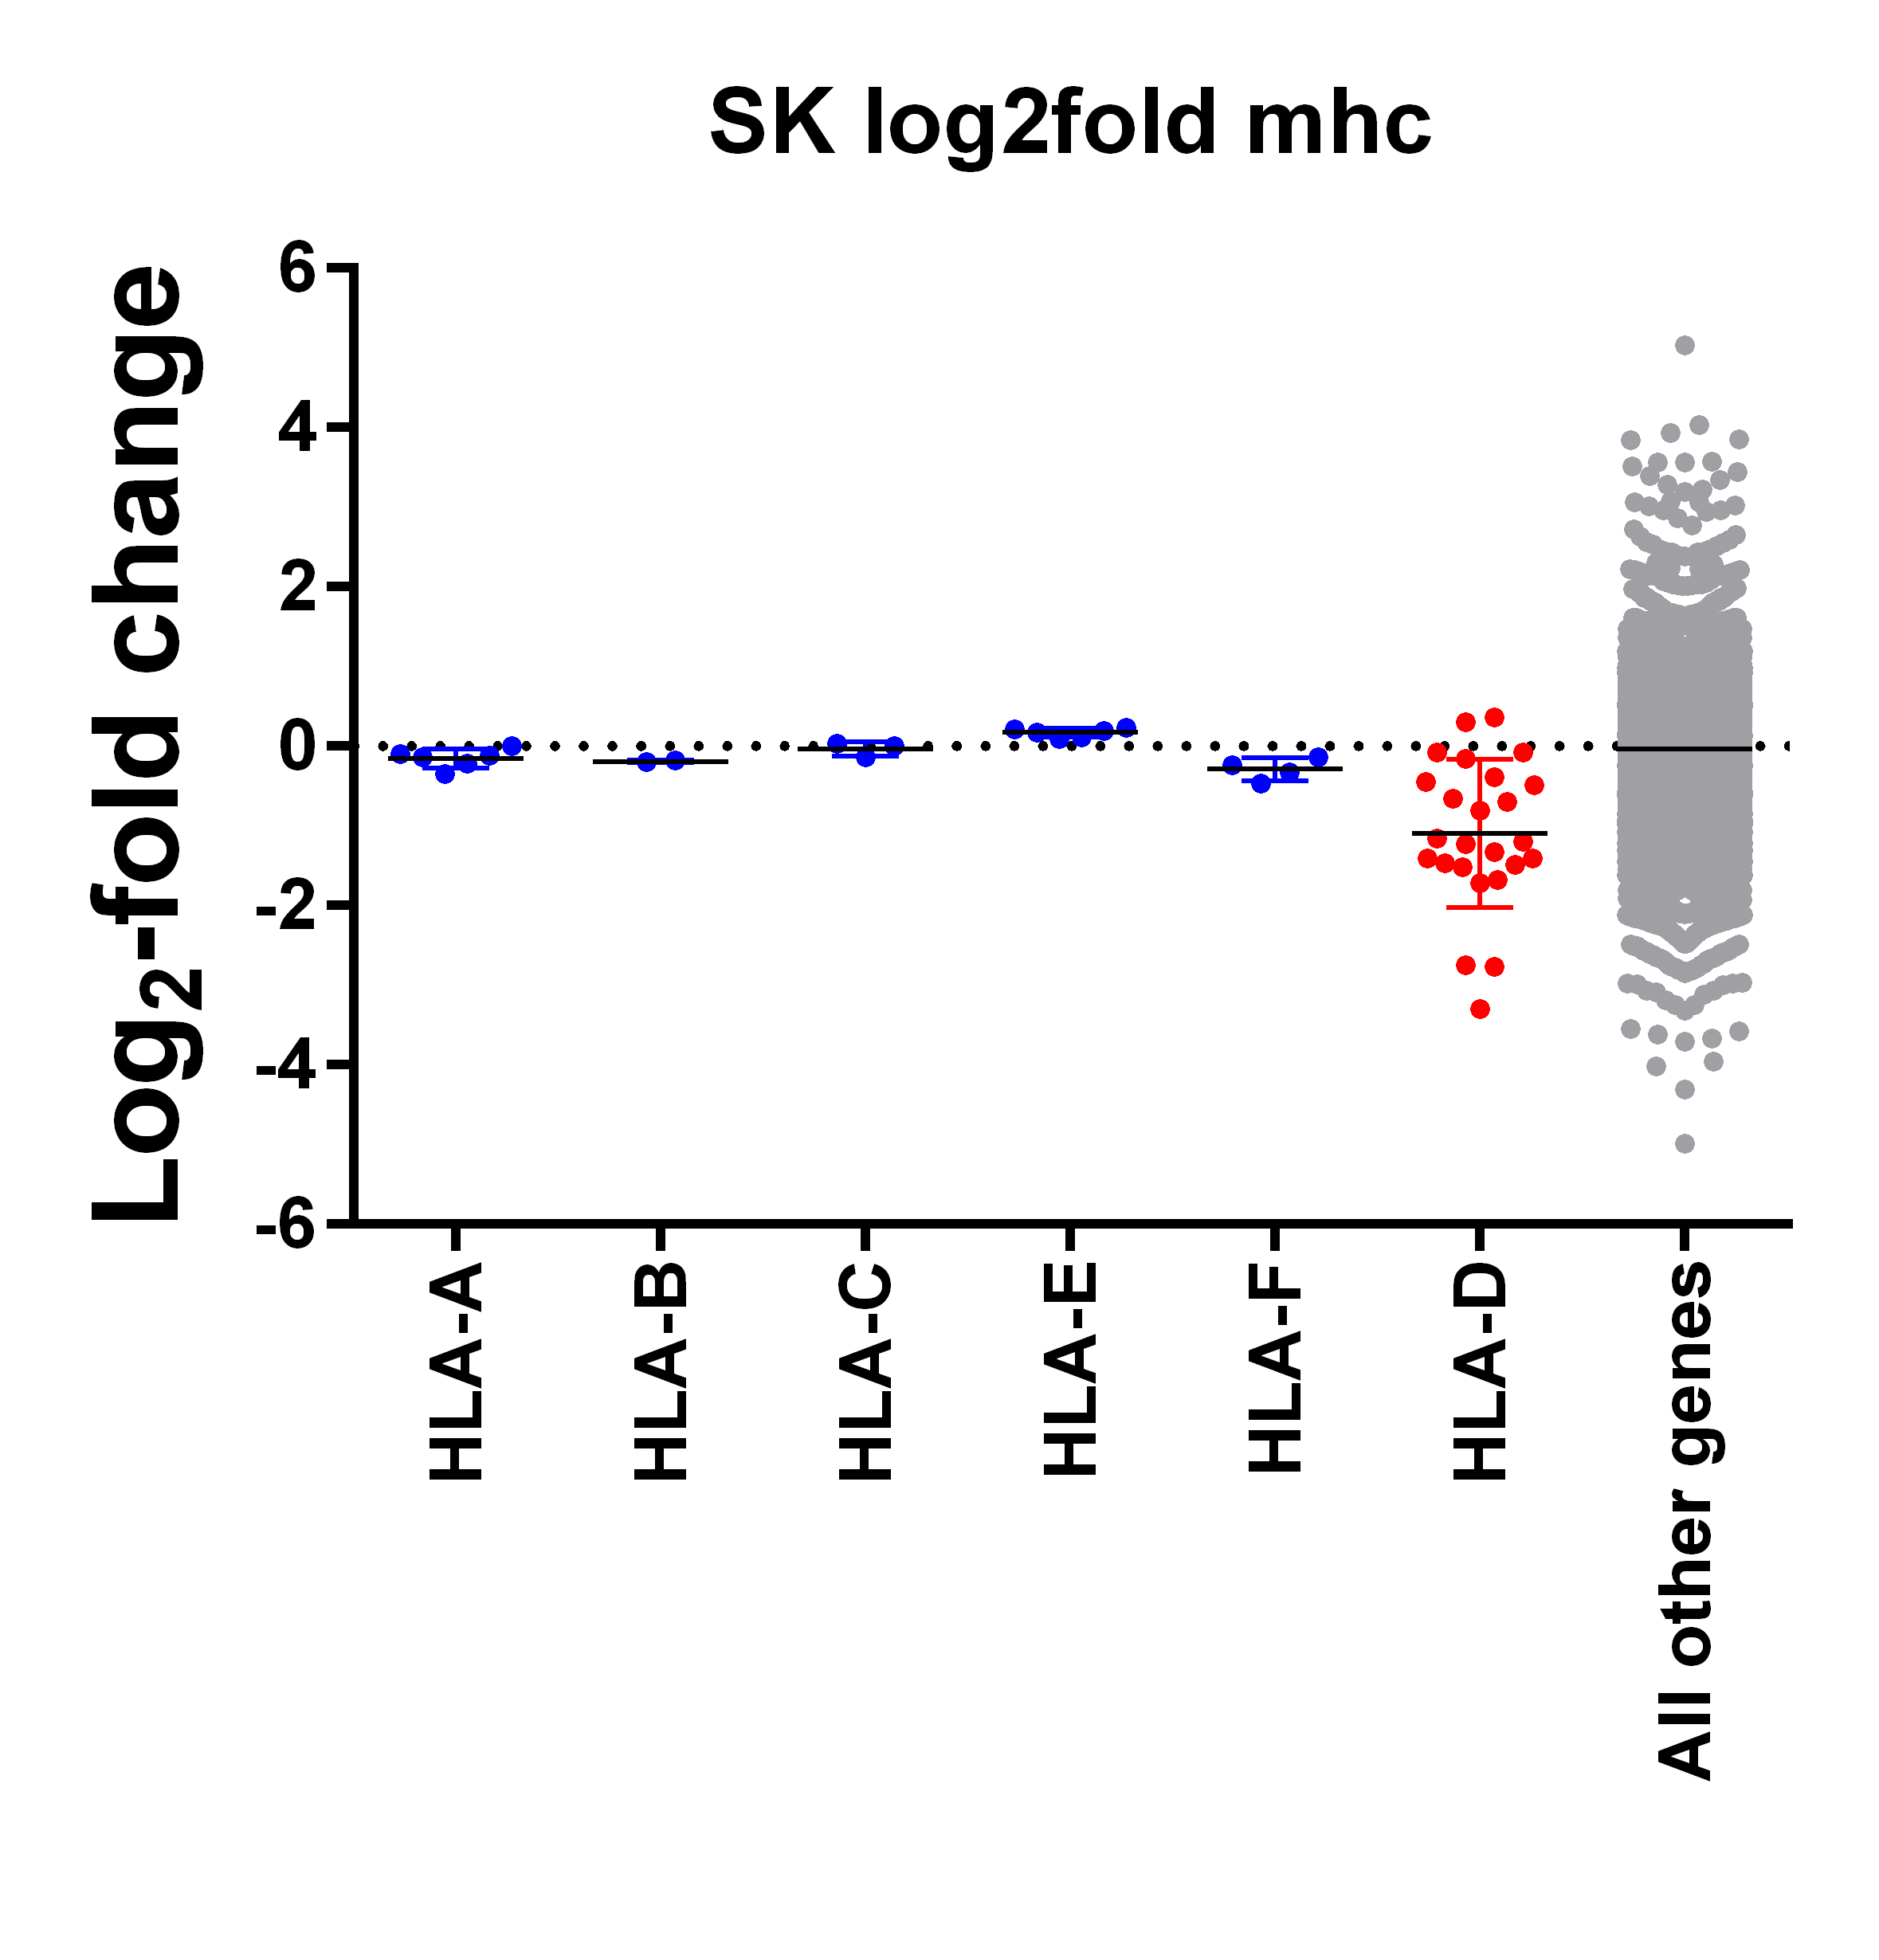 SK log2fold mhc
Log2-fold change
6
4
2
0
-2
-4
-6
HLA-A
HLA-B
HLA-C
HLA-E
HLA-F
HLA-D
All other genes